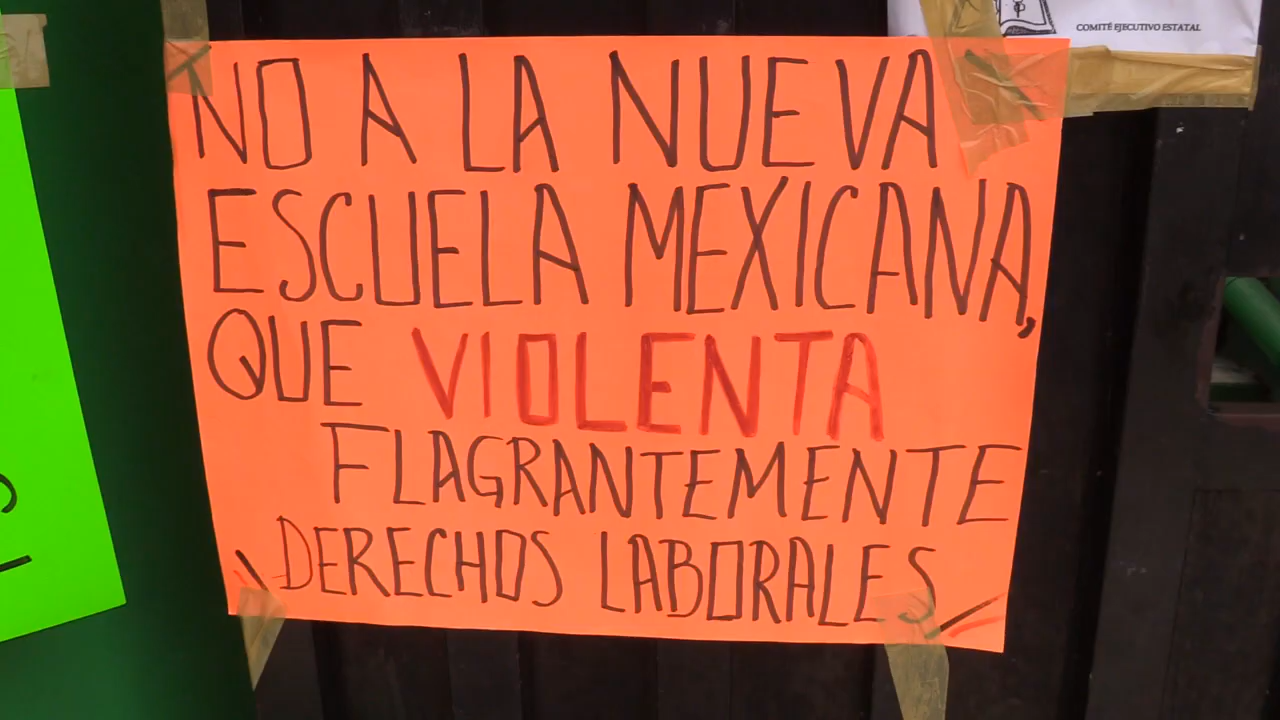 COMITÉ EJECUTIVO ESTATAL
NO A LA NUEVA
ESCUELA MEXICANA,
QUE VIOLENTA
FLAGRANTEMENTE
DERECHOS LABORALES